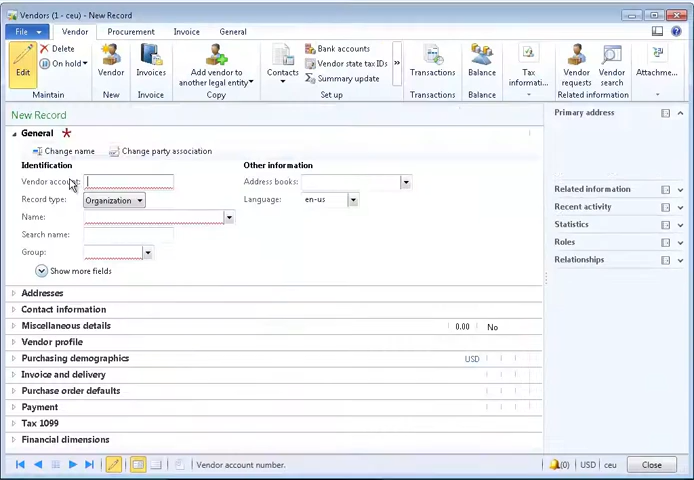 Vendors (1 - ceu) - New Record
File Vendor Procurement Invoice General
Edit Delete On hold Vendor Invoices Add vendor to another legal entity Contacts Bank accounts Vendor state tax IDs Summary update » Transactions Balance Tax informati... Vendor requests Vendor search Attachme...
Maintain New Invoice Copy Set up Transactions Balance Related information
New Record
General *
Change name Change party association
Identification Other information
Vendor account: Address books:
Record type: Organization Language: en-us
Name:
Search name:
Group:
Show more fields
Addresses
Contact information
Miscellaneous details 0.00 No
Vendor profile
Purchasing demographics USD
Invoice and delivery
Purchase order defaults
Payment
Tax 1099
Financial dimensions
Primary address
Related information
Recent activity
Statistics
Roles
Relationships
Vendor account number. (0) USD ceu Close